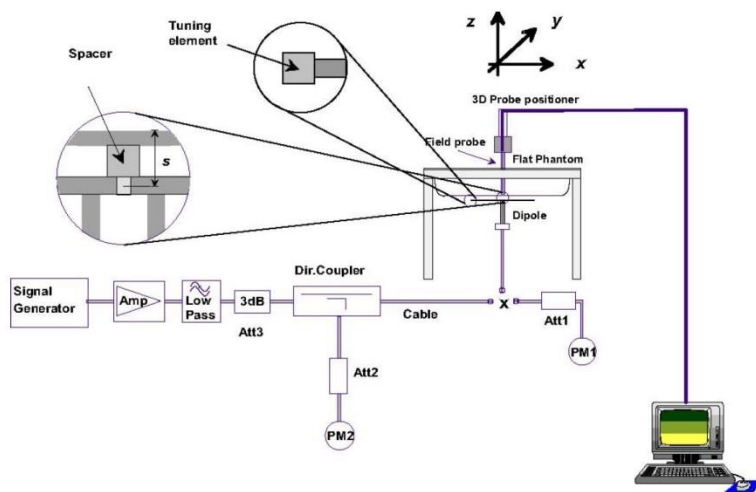 Tuning
element
Spacer
s
z
y
x
3D Probe positioner
Field probe
Flat Phantom
Dipole
Signal
Generator
Amp
Low
Pass
3dB
Att3
Dir.Coupler
Cable
x
Att1
PM1
Att2
PM2